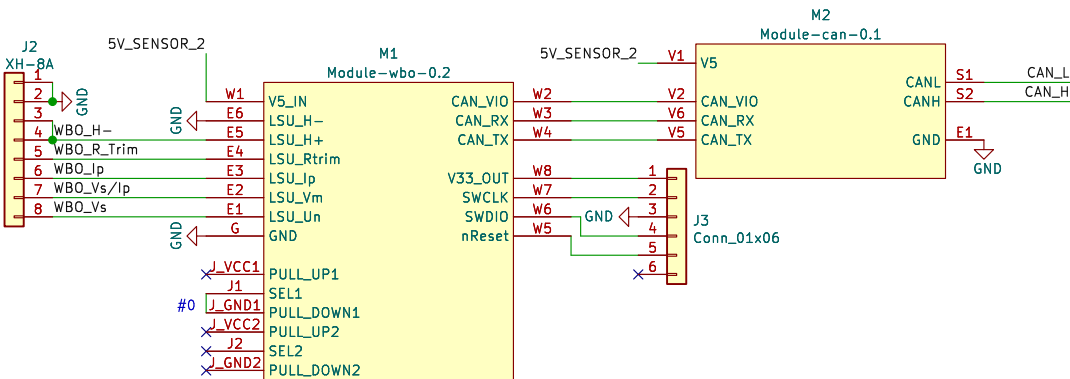 J2
XH-8A
1
2
3
4
5
6
7
8
GND
WBO_H-
WBO_R_Trim
WBO_Ip
WBO_Vs/Ip
WBO_Vs
5V_SENSOR_2
M1
Module-wbo-0.2
W1 V5_IN
GND E6 LSU_H-
E5 LSU_H+
E4 LSU_Rtrim
E3 LSU_Ip
E2 LSU_Vm
E1 LSU_Un
GND G GND
J_VCC1 PULL_UP1
J1 SEL1
#0
J_GND1 PULL_DOWN1
J_VCC2 PULL_UP2
J2 SEL2
J_GND2 PULL_DOWN2
CAN_VIO W2
CAN_RX W3
CAN_TX W4
V33_OUT W8
SWCLK W7
SWDIO W6
nReset W5
5V_SENSOR_2
M2
Module-can-0.1
V1 V5
V2 CAN_VIO
V6 CAN_RX
V5 CAN_TX
CANL S1 CAN_L
CANH S2 CAN_H
GND E1
GND
1
2
GND 3
4
5
6
J3
Conn_01x06